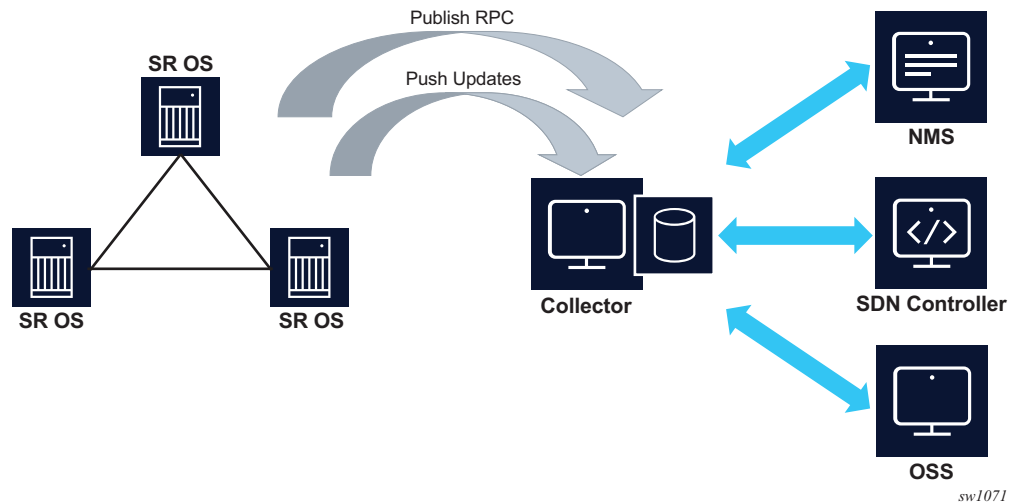 Publish RPC
SR OS
Push Updates
NMS
SR OS
SR OS
Collector
</>
SDN Controller
OSS
sw1071